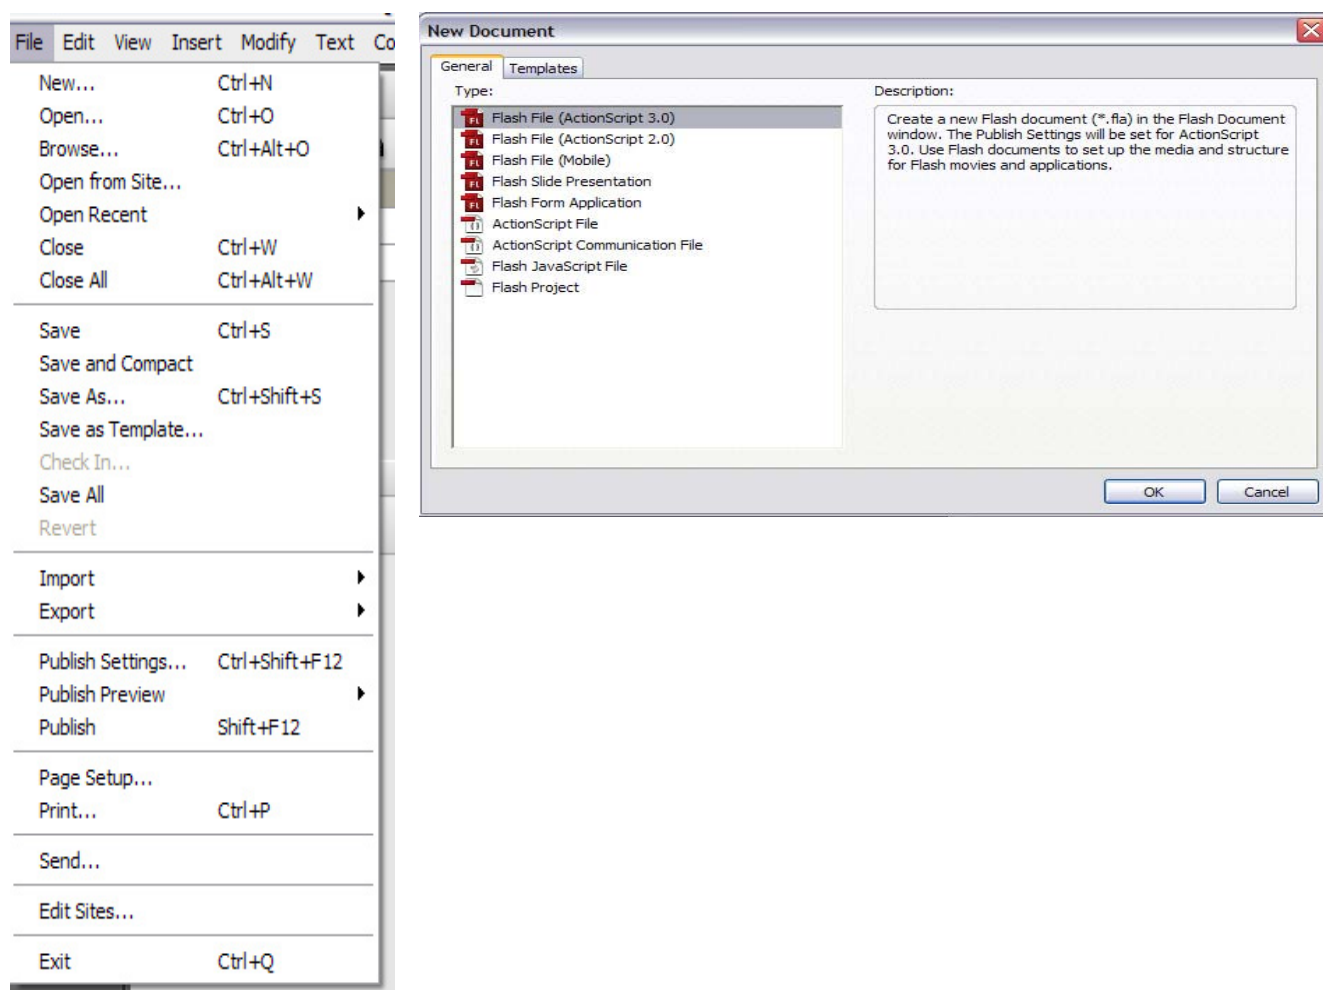 File Edit View Insert Modify Text Co
New... Ctrl+N
Open... Ctrl+O
Browse... Ctrl+Alt+O
Open from Site...
Open Recent
Close Ctrl+W
Close All Ctrl+Alt+W
Save Ctrl+S
Save and Compact
Save As... Ctrl+Shift+S
Save as Template...
Check In...
Save All
Revert
Import
Export
Publish Settings... Ctrl+Shift+F12
Publish Preview
Publish Shift+F12
Page Setup...
Print... Ctrl+P
Send...
Edit Sites...
Exit Ctrl+Q
New Document
General Templates
Type:
Flash File (ActionScript 3.0)
Flash File (ActionScript 2.0)
Flash File (Mobile)
Flash Slide Presentation
Flash Form Application
ActionScript File
ActionScript Communication File
Flash JavaScript File
Flash Project
Description:
Create a new Flash document (*.fla) in the Flash Document
window. The Publish Settings will be set for ActionScript
3.0. Use Flash documents to set up the media and structure
for Flash movies and applications.
OK Cancel